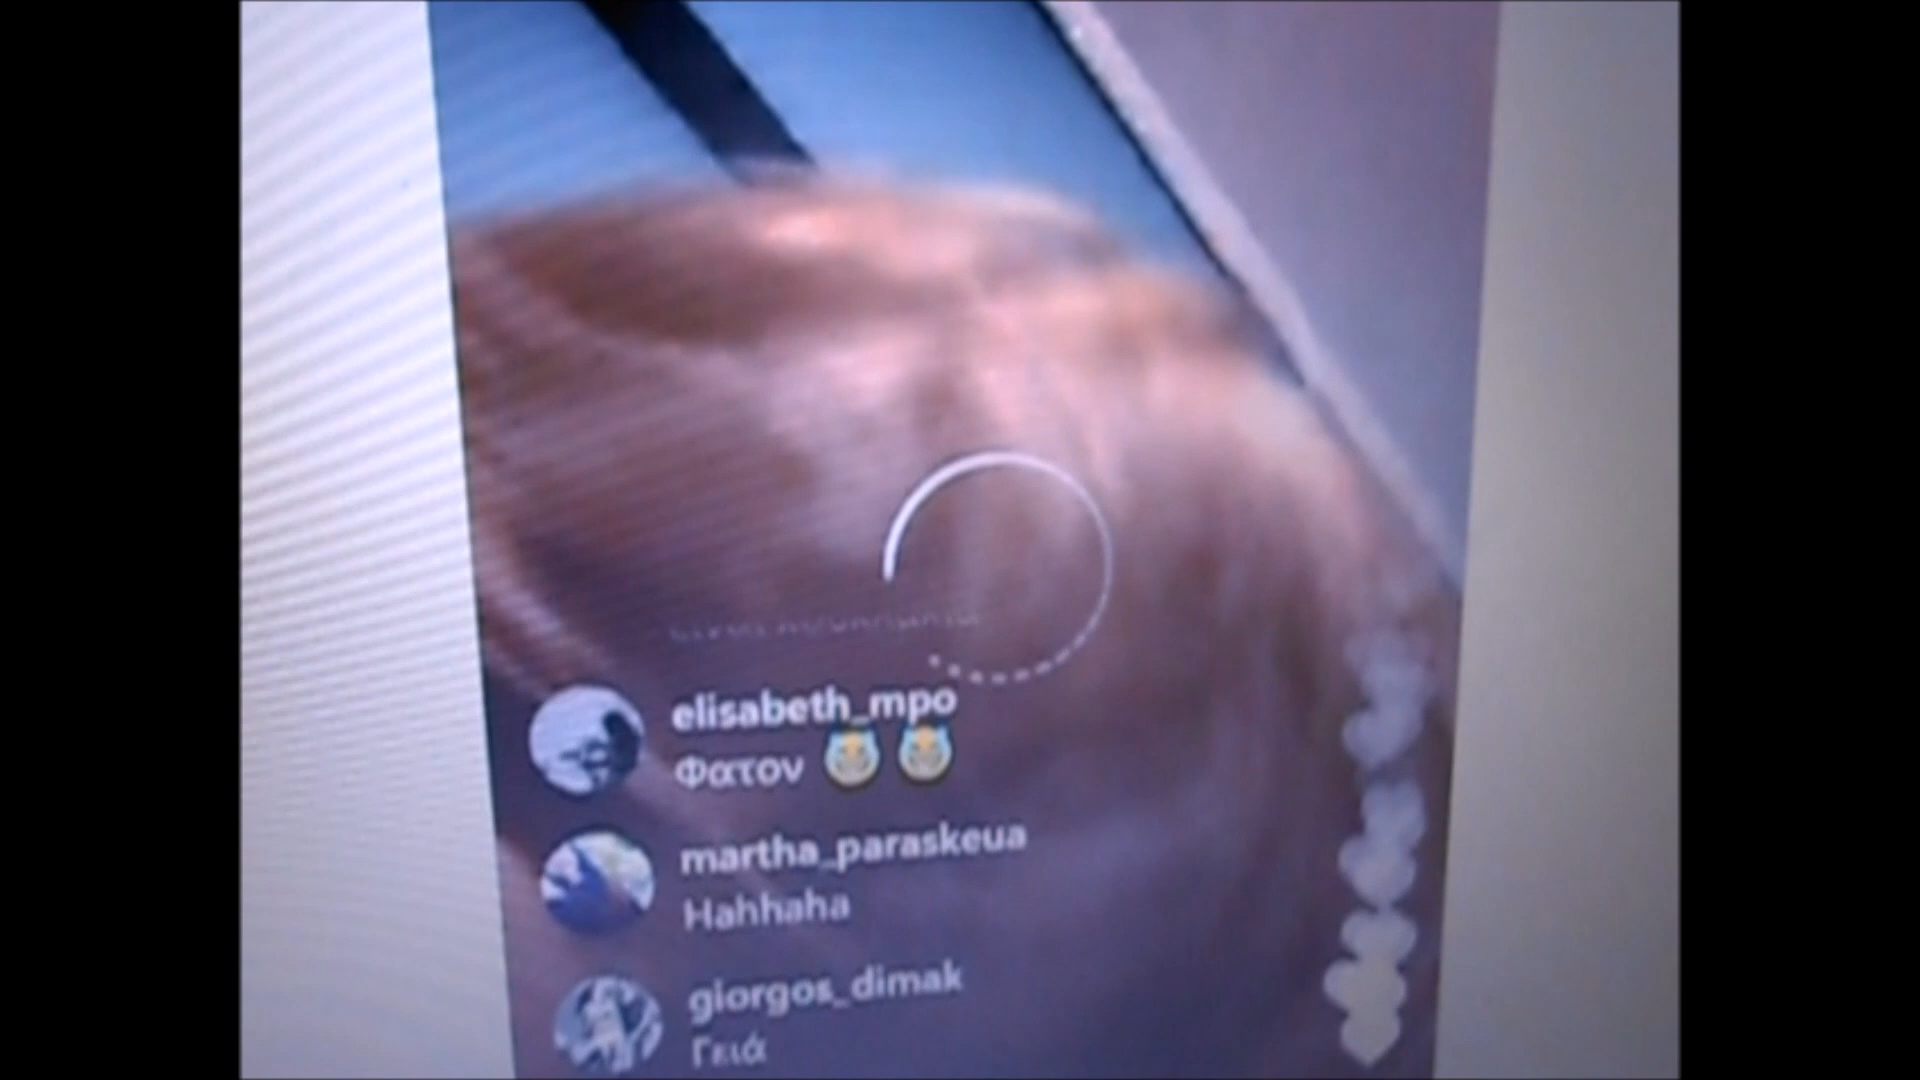 elisabeth_mpo
Φατον
martha_paraskeua
Hahhaha
giorgos_dimak
Γειά